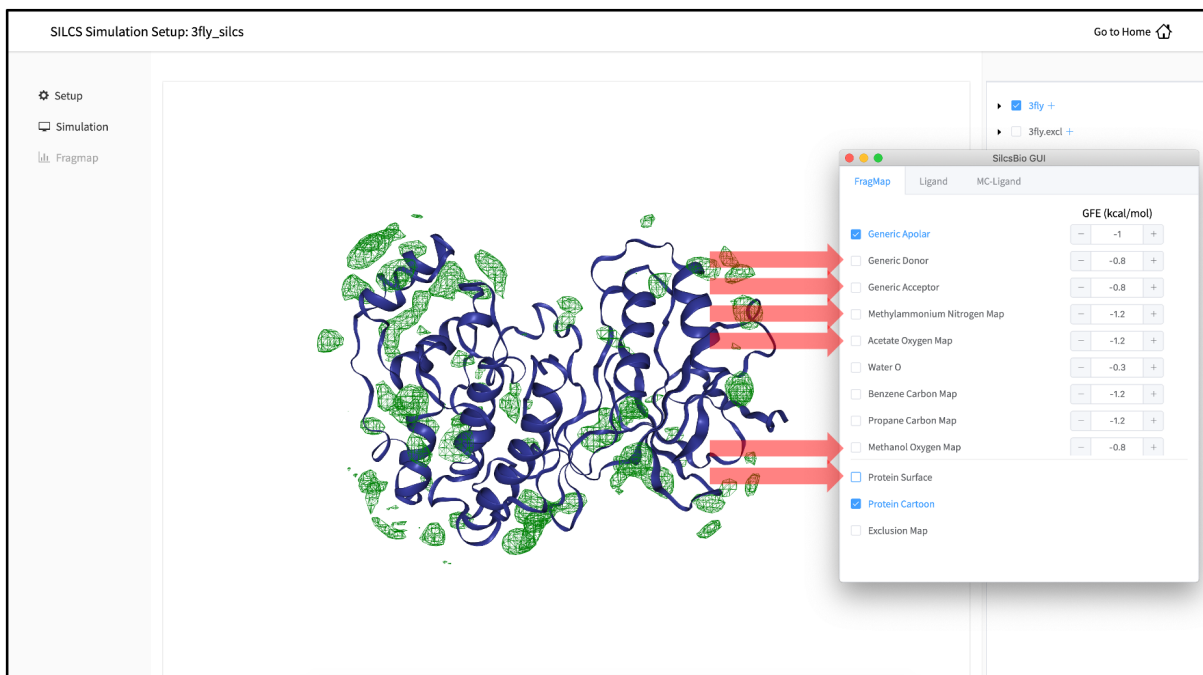 SILCS Simulation Setup: 3fly_silcs
Go to Home
Setup
Simulation
Fragmap
3fly +
3fly.excl +
SilcsBio GUI
FragMap Ligand MC-Ligand
GFE (kcal/mol)
Generic Apolar − -1 +
Generic Donor − -0.8 +
Generic Acceptor − -0.8 +
Methylammonium Nitrogen Map − -1.2 +
Acetate Oxygen Map − -1.2 +
Water O − -0.3 +
Benzene Carbon Map − -1.2 +
Propane Carbon Map − -1.2 +
Methanol Oxygen Map − -0.8 +
Protein Surface
Protein Cartoon
Exclusion Map